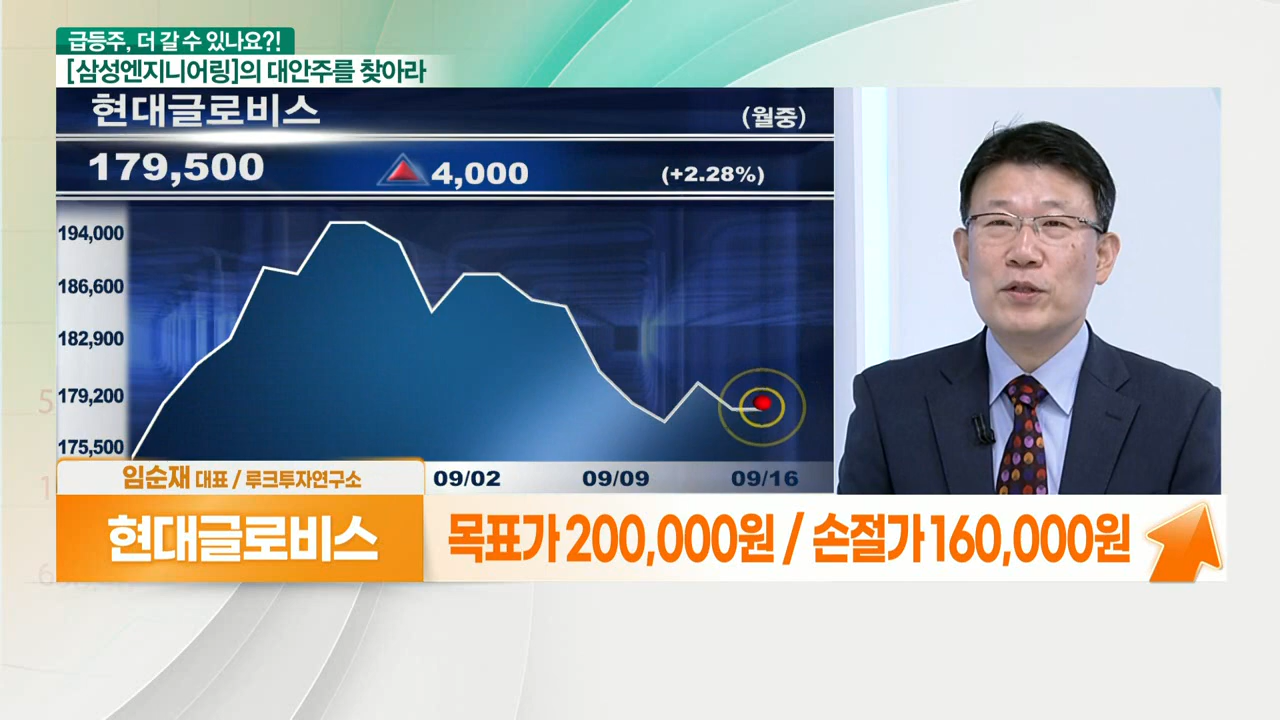 급등주, 더 갈 수 있나요?!
[삼성엔지니어링]의 대안주를 찾아라
현대글로비스 (월중)
179,500 4,000 (+2.28%)
194,000
186,600
182,900
179,200
175,500
09/02 09/09 09/16
임순재 대표 / 루크투자연구소
현대글로비스
목표가 200,000원 / 손절가 160,000원